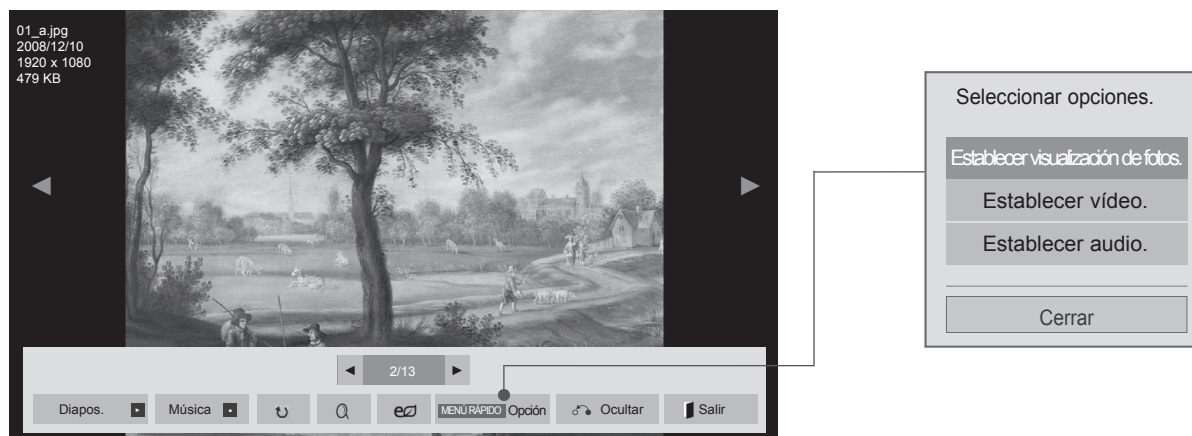 01_a.jpg
2008/12/10
1920 x 1080
479 KB
2/13
Diapos.
Música
MENÚ RÁPIDO Opción
Ocultar
Salir
Seleccionar opciones.
Establecer visualización de fotos.
Establecer vídeo.
Establecer audio.
Cerrar